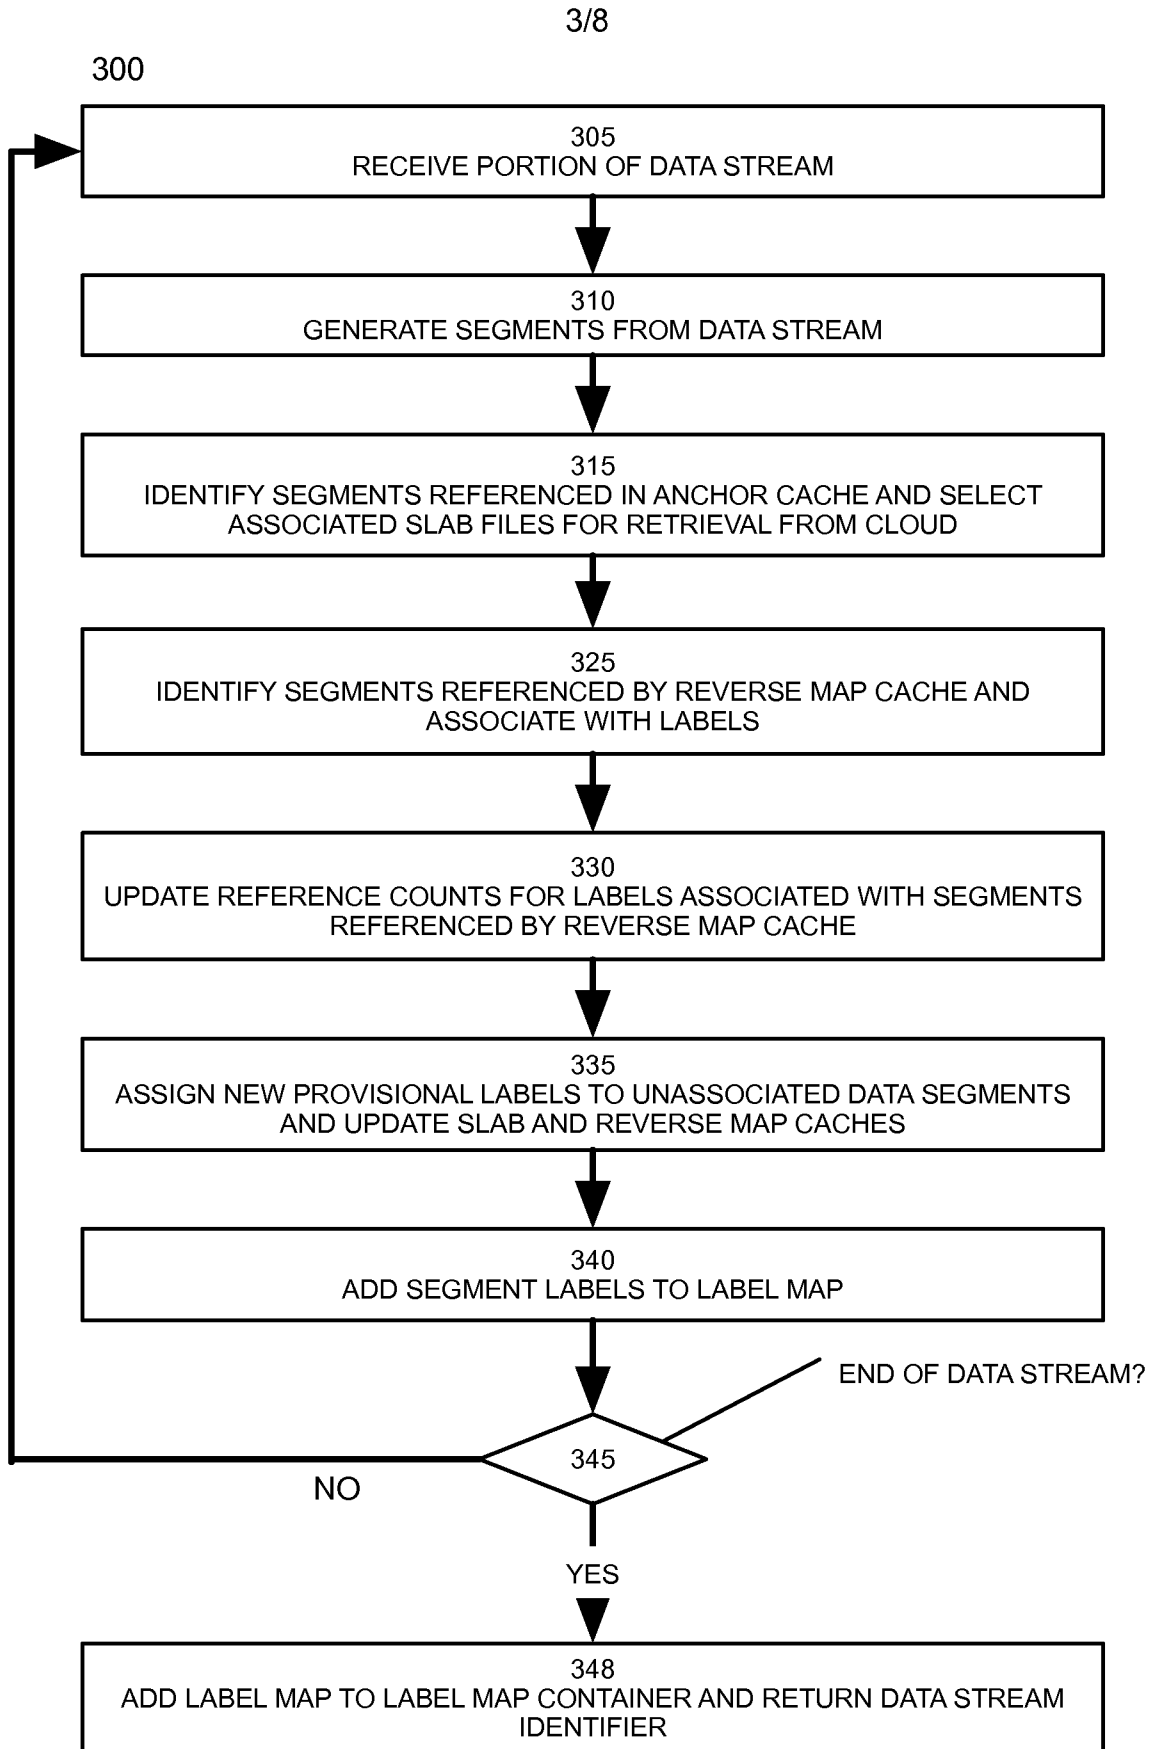 3/8
300
305
RECEIVE PORTION OF DATA STREAM
310
GENERATE SEGMENTS FROM DATA STREAM
315
IDENTIFY SEGMENTS REFERENCED IN ANCHOR CACHE AND SELECT
ASSOCIATED SLAB FILES FOR RETRIEVAL FROM CLOUD
325
IDENTIFY SEGMENTS REFERENCED BY REVERSE MAP CACHE AND
ASSOCIATE WITH LABELS
330
UPDATE REFERENCE COUNTS FOR LABELS ASSOCIATED WITH SEGMENTS
REFERENCED BY REVERSE MAP CACHE
335
ASSIGN NEW PROVISIONAL LABELS TO UNASSOCIATED DATA SEGMENTS
AND UPDATE SLAB AND REVERSE MAP CACHES
340
ADD SEGMENT LABELS TO LABEL MAP
END OF DATA STREAM?
345
NO
YES
348
ADD LABEL MAP TO LABEL MAP CONTAINER AND RETURN DATA STREAM
IDENTIFIER